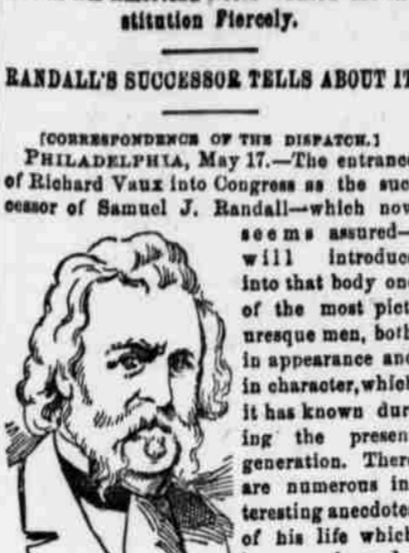 stitution Fiercely.
RANDALL'S SUCCESSOR TELLS ABOUT IT
[CORRESPONDENCE OF THE DISPATCH.]
PHILADELPHIA, May 17.—The entrance
of Richard Vaux into Congress as the suc
cessor of Samuel J. Randall—which now
seems assured—
will introduce
into that body one
of the most pict
uresque men, both
in appearance and
in character, which
it has known dur
ing the present
generation. There
are numerous in
teresting anecdotes
of his life which